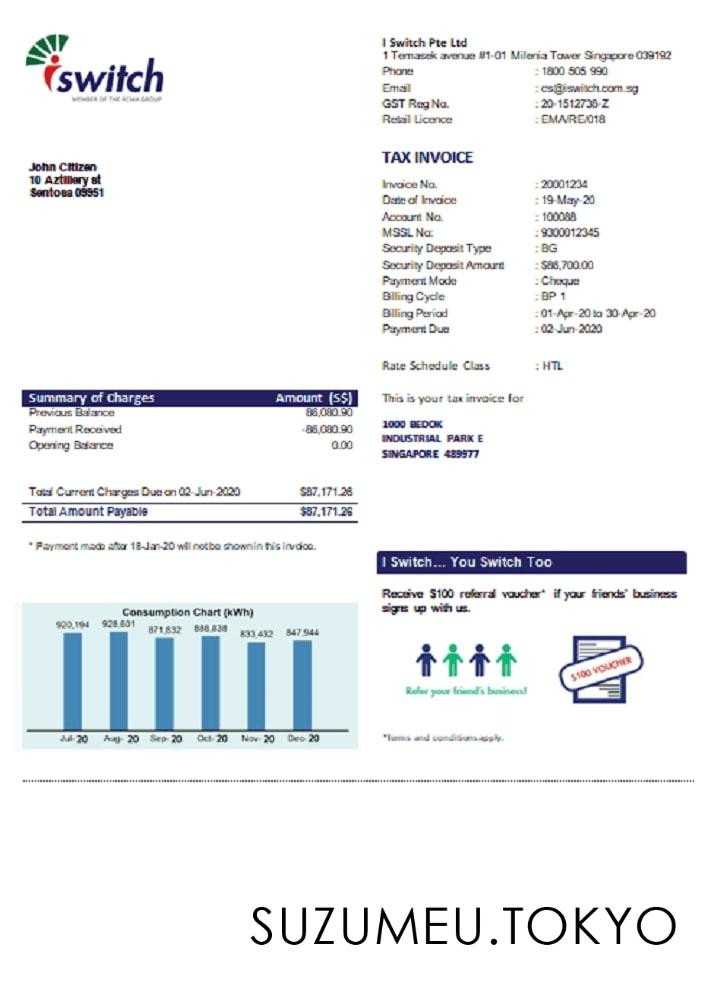 iswitch
MEMBER OF THE ACMA GROUP
I Switch Pte Ltd
1 Temasek avenue #1-01 Milenia Tower Singapore 039192
Phone : 1800 505 990
Email : cs@iswitch.com.sg
GST Reg No. : 20-1512738-Z
Retail Licence : EMA/RE/018
John Citizen
10 Aztillery st
Sentosa 09951
TAX INVOICE
Invoice No. : 20001234
Date of Invoice : 19-May-20
Account No. : 100088
MSSL No: : 9300012345
Security Deposit Type : BG
Security Deposit Amount : $86,700.00
Payment Mode : Cheque
Billing Cycle : BP 1
Billing Period : 01-Apr-20 to 30-Apr-20
Payment Due : 02-Jun-2020
Rate Schedule Class : HTL
This is your tax invoice for
1000 BEDOK
INDUSTRIAL PARK E
SINGAPORE 489977
Summary of Charges Amount (S$)
Previous Balance 86,080.90
Payment Received -86,080.90
Opening Balance 0.00
Total Current Charges Due on 02-Jun-2020 $87,171.26
Total Amount Payable $87,171.26
* Payment made after 18-Jan-20 will not be shown in this invoice.
I Switch... You Switch Too
Receive $100 referral voucher* if your friends' business
signs up with us.
$100 VOUCHER
Refer your friend's business!
*Terms and conditions apply.
Consumption Chart (kWh)
920,194 928,601 871,832 888,838 833,432 847,944
Jul-20 Aug-20 Sep-20 Oct-20 Nov-20 Dec-20
SUZUMEU.TOKYO